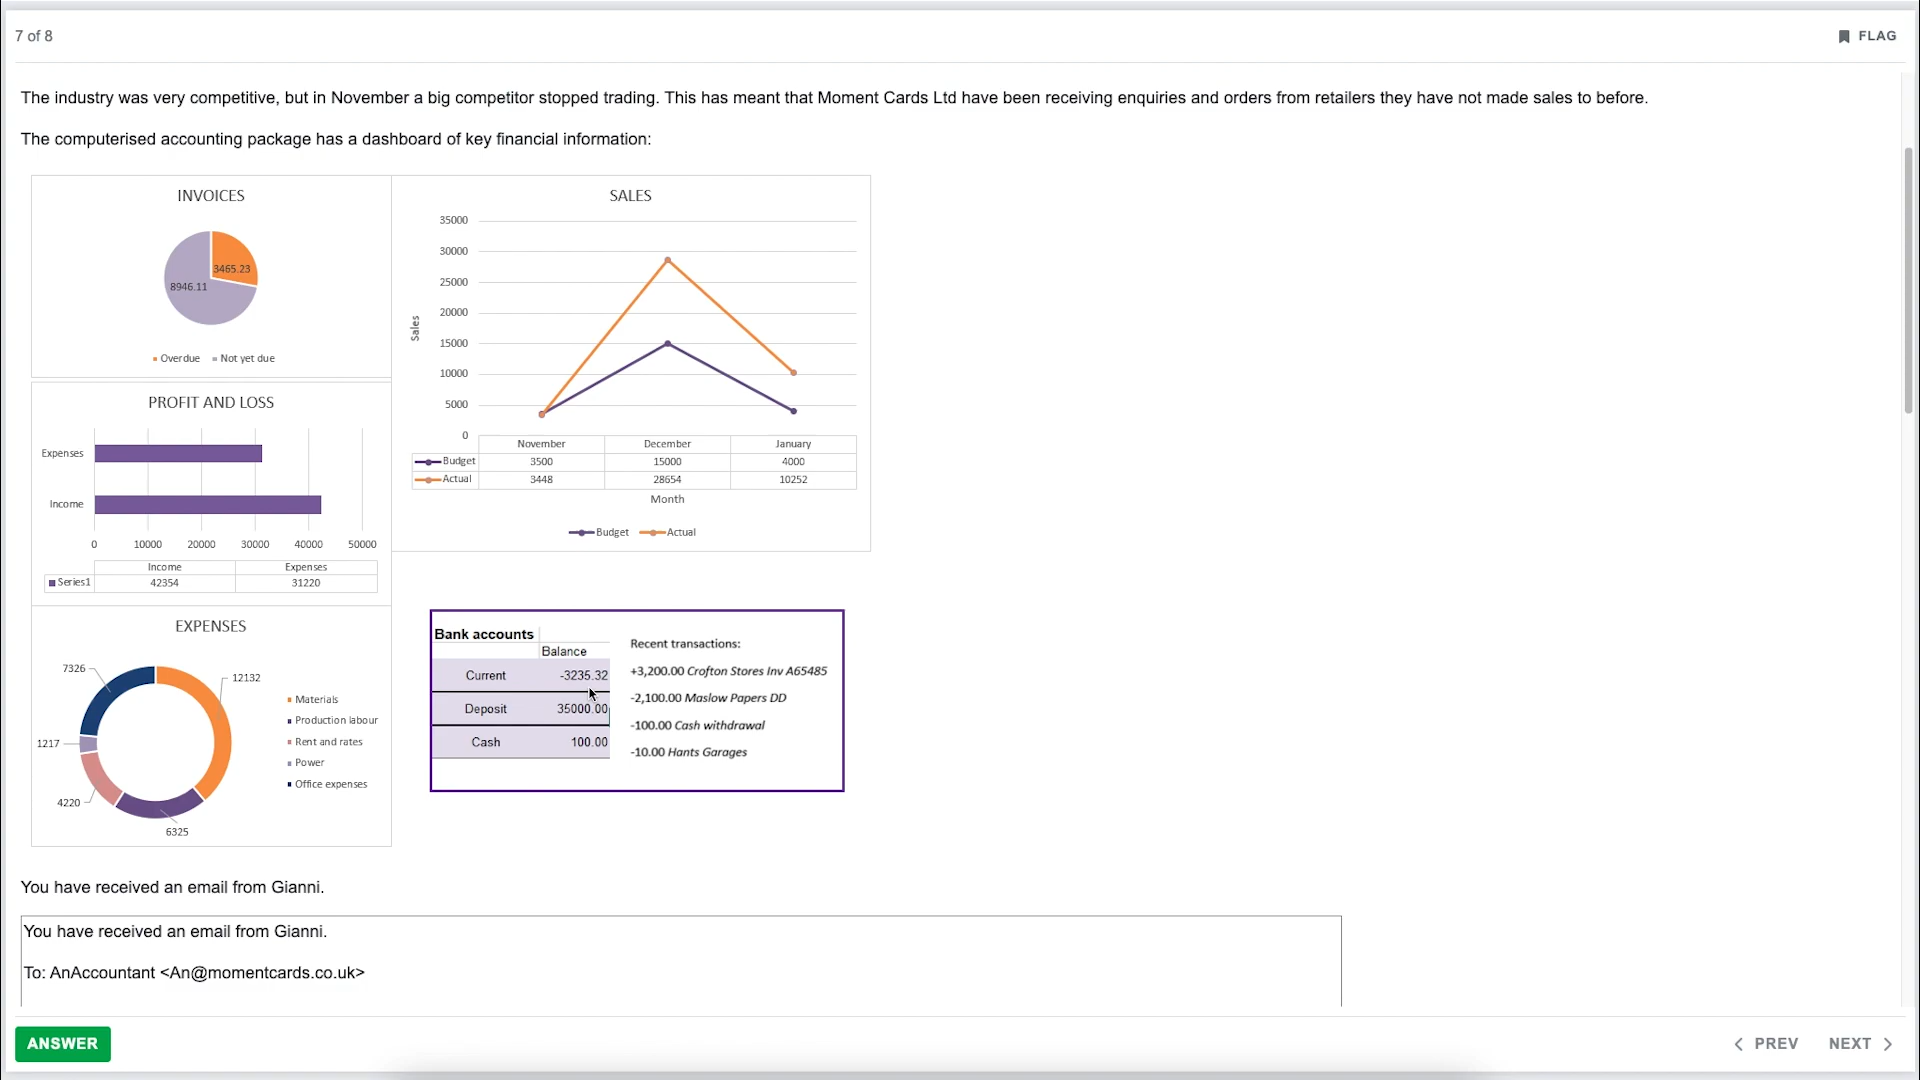 7 of 8
FLAG
The industry was very competitive, but in November a big competitor stopped trading. This has meant that Moment Cards Ltd have been receiving enquiries and orders from retailers they have not made sales to before.
The computerised accounting package has a dashboard of key financial information:
INVOICES
3465.23
8946.11
Overdue Not yet due
SALES
35000
30000
25000
20000
15000
10000
5000
0
Sales
November December January
Budget 3500 15000 4000
Actual 3448 28654 10252
Month
Budget Actual
PROFIT AND LOSS
Expenses
Income
0 10000 20000 30000 40000 50000
Income Expenses
Series1 42354 31220
EXPENSES
7326
12132
1217
4220
6325
Materials
Production labour
Rent and rates
Power
Office expenses
Bank accounts
Balance
Current -3235.32
Deposit 35000.00
Cash 100.00
Recent transactions:
+3,200.00 Crofton Stores Inv A65485
-2,100.00 Maslow Papers DD
-100.00 Cash withdrawal
-10.00 Hants Garages
You have received an email from Gianni.
You have received an email from Gianni.
To: AnAccountant <An@momentcards.co.uk>
ANSWER
PREV NEXT